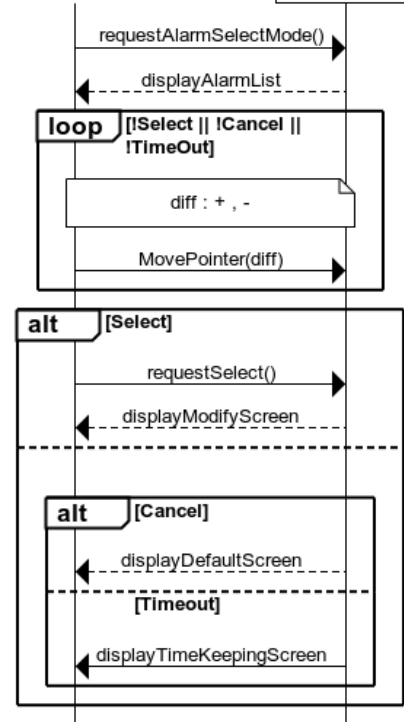 requestAlarmSelectMode()
displayAlarmList
loop [!Select || !Cancel ||
!TimeOut]
diff : + , -
MovePointer(diff)
alt [Select]
requestSelect()
displayModifyScreen
alt [Cancel]
displayDefaultScreen
[Timeout]
displayTimeKeepingScreen